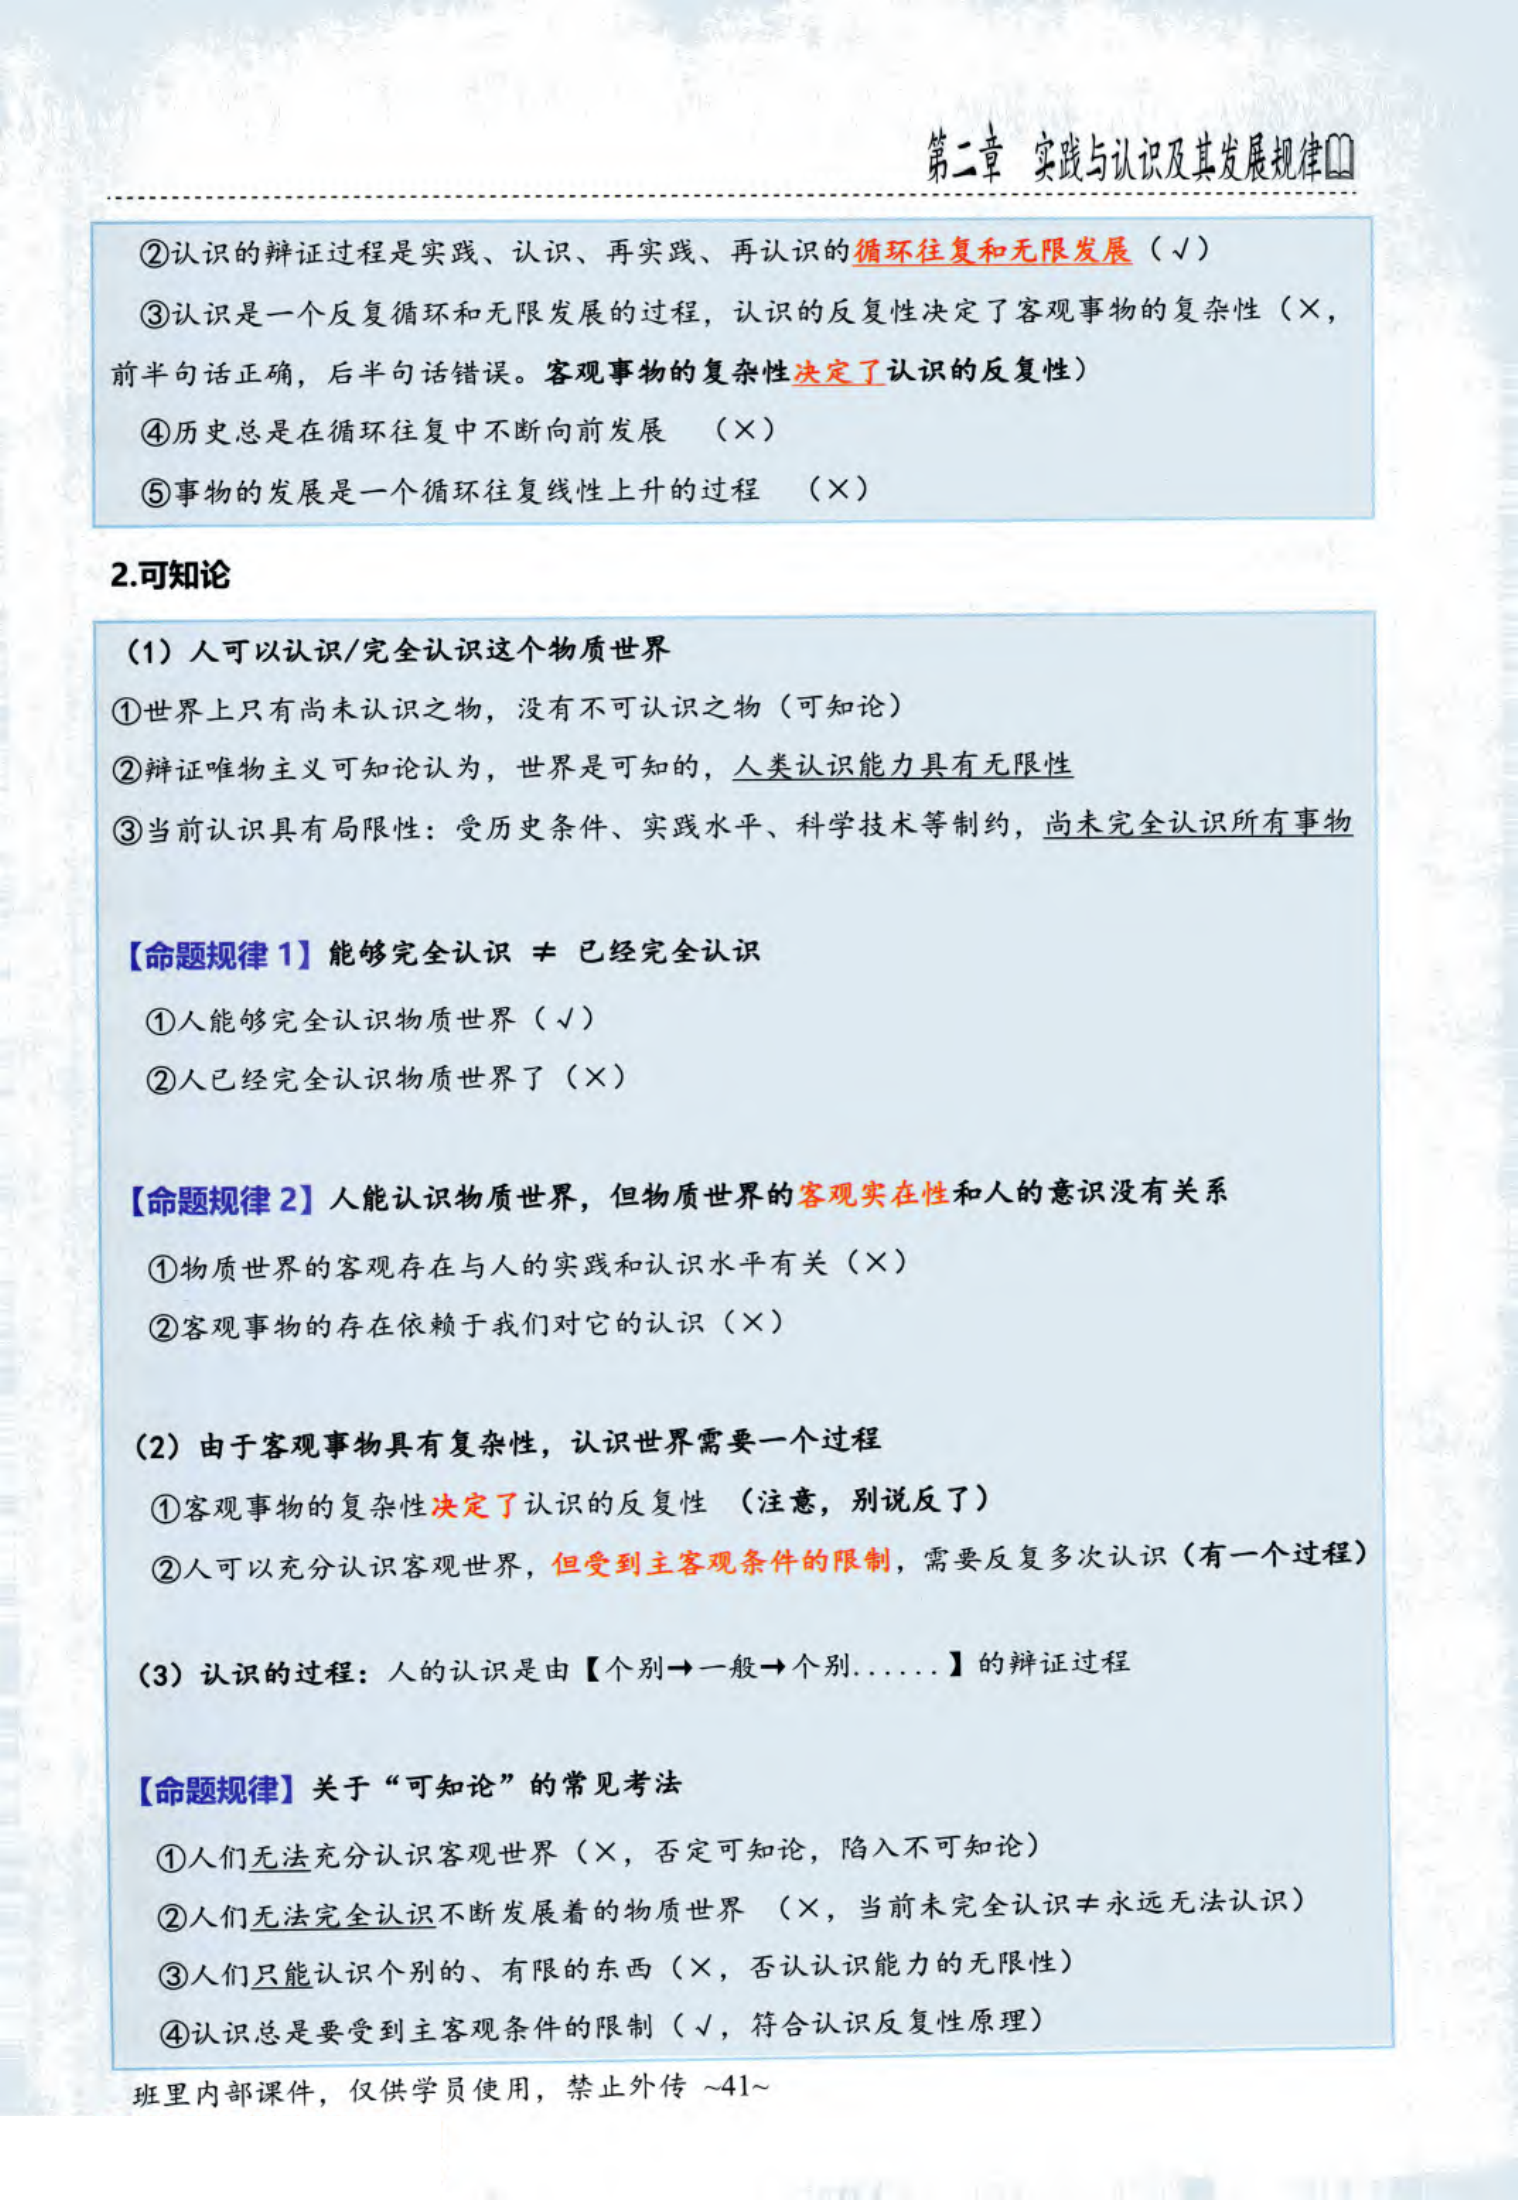 第二章 实践与认识及其发展规律
②认识的辩证过程是实践、认识、再实践、再认识的循环往复和无限发展（√）
③认识是一个反复循环和无限发展的过程，认识的反复性决定了客观事物的复杂性（×，
前半句话正确，后半句话错误。客观事物的复杂性决定了认识的反复性）
④历史总是在循环往复中不断向前发展 （×）
⑤事物的发展是一个循环往复线性上升的过程 （×）
2.可知论
（1）人可以认识/完全认识这个物质世界
①世界上只有尚未认识之物，没有不可认识之物（可知论）
②辩证唯物主义可知论认为，世界是可知的，人类认识能力具有无限性
③当前认识具有局限性：受历史条件、实践水平、科学技术等制约，尚未完全认识所有事物
【命题规律 1】能够完全认识 ≠ 已经完全认识
①人能够完全认识物质世界（√）
②人已经完全认识物质世界了（×）
【命题规律 2】人能认识物质世界，但物质世界的客观实在性和人的意识没有关系
①物质世界的客观存在与人的实践和认识水平有关（×）
②客观事物的存在依赖于我们对它的认识（×）
（2）由于客观事物具有复杂性，认识世界需要一个过程
①客观事物的复杂性决定了认识的反复性 （注意，别说反了）
②人可以充分认识客观世界，但受到主客观条件的限制，需要反复多次认识（有一个过程）
（3）认识的过程：人的认识是由【个别→一般→个别......】的辩证过程
【命题规律】关于“可知论”的常见考法
①人们无法充分认识客观世界（×，否定可知论，陷入不可知论）
②人们无法完全认识不断发展着的物质世界 （×，当前未完全认识≠永远无法认识）
③人们只能认识个别的、有限的东西（×，否认认识能力的无限性）
④认识总是要受到主客观条件的限制（√，符合认识反复性原理）
班里内部课件，仅供学员使用，禁止外传 ~41~